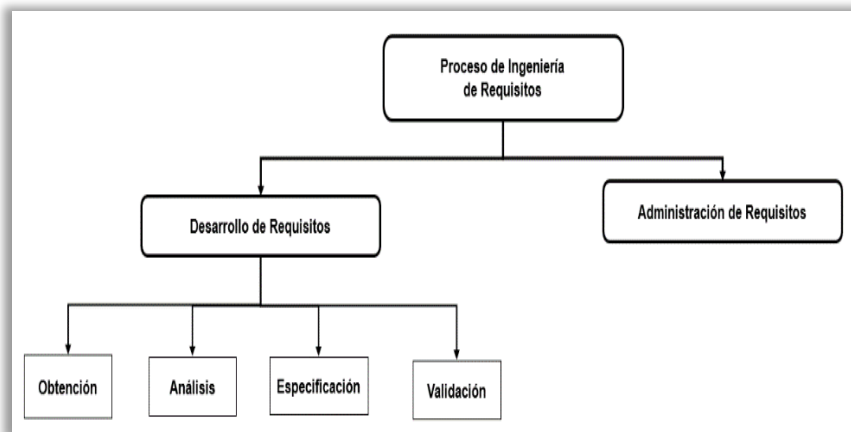 Proceso de Ingeniería
de Requisitos
Desarrollo de Requisitos
Administración de Requisitos
Obtención
Análisis
Especificación
Validación